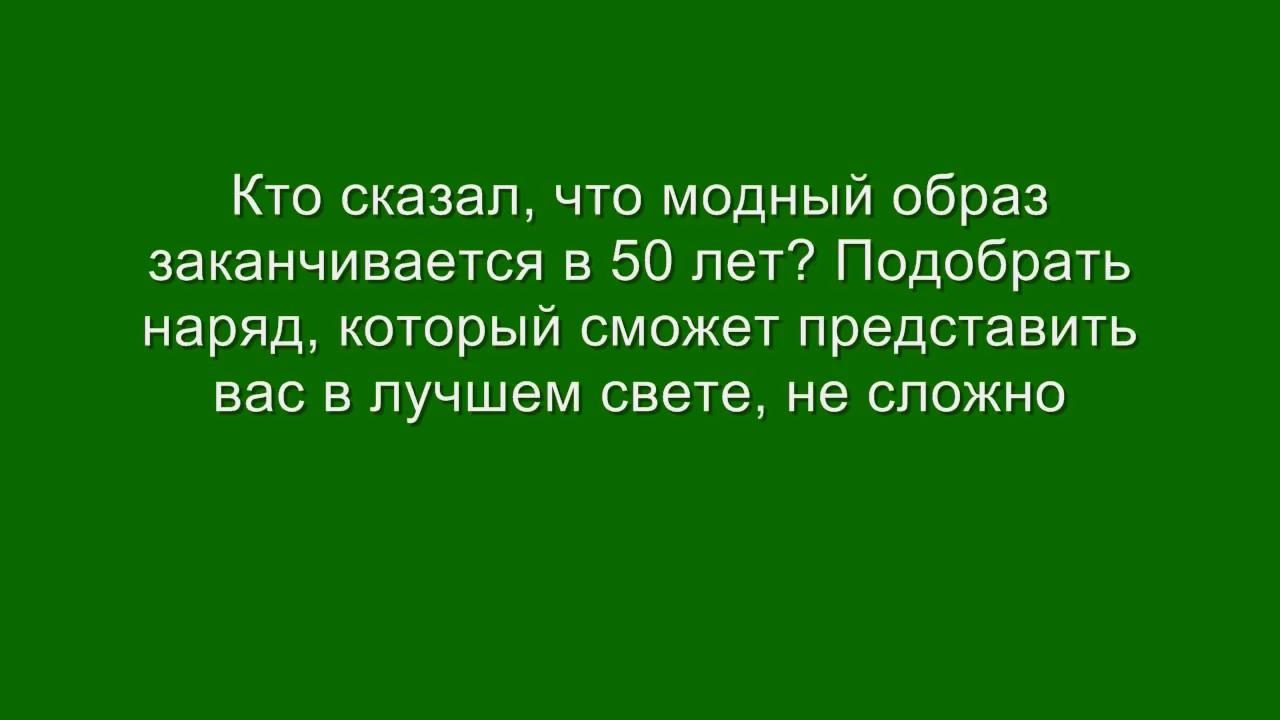 Кто сказал, что модный образ
заканчивается в 50 лет? Подобрать
наряд, который сможет представить
вас в лучшем свете, не сложно